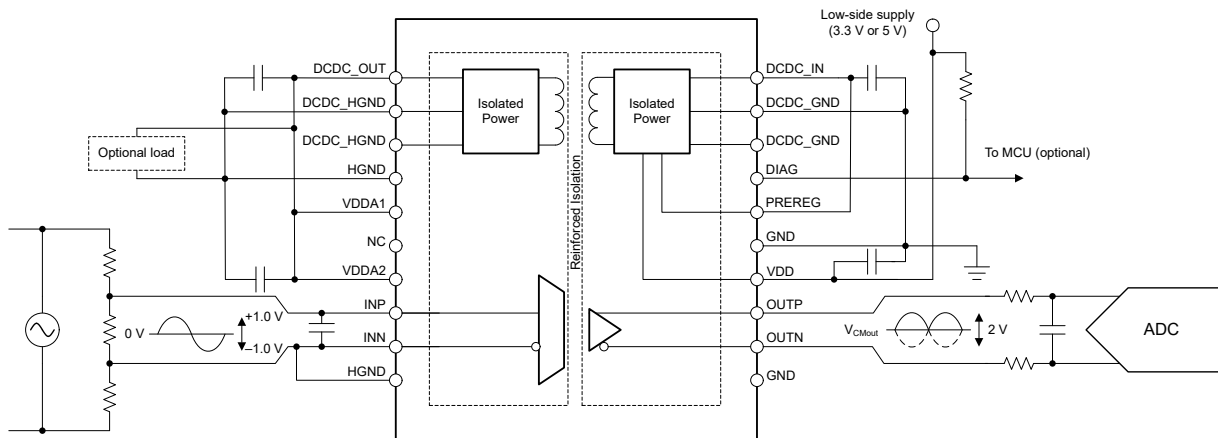 Low-side supply
(3.3 V or 5 V)
DCDC_OUT
DCDC_HGND
DCDC_HGND
HGND
VDDA1
NC
VDDA2
INP
INN
HGND
Optional load
0 V
+1.0 V
–1.0 V
Isolated
Power
Reinforced Isolation
Isolated
Power
DCDC_IN
DCDC_GND
DCDC_GND
DIAG
PREREG
GND
VDD
OUTP
OUTN
GND
To MCU (optional)
VCMout
2 V
ADC